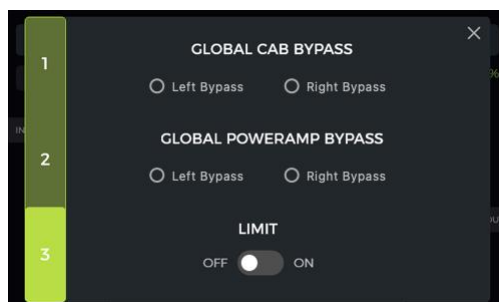 1
GLOBAL CAB BYPASS
Left Bypass Right Bypass
GLOBAL POWERAMP BYPASS
2
Left Bypass Right Bypass
LIMIT
3
OFF ON
%
IN